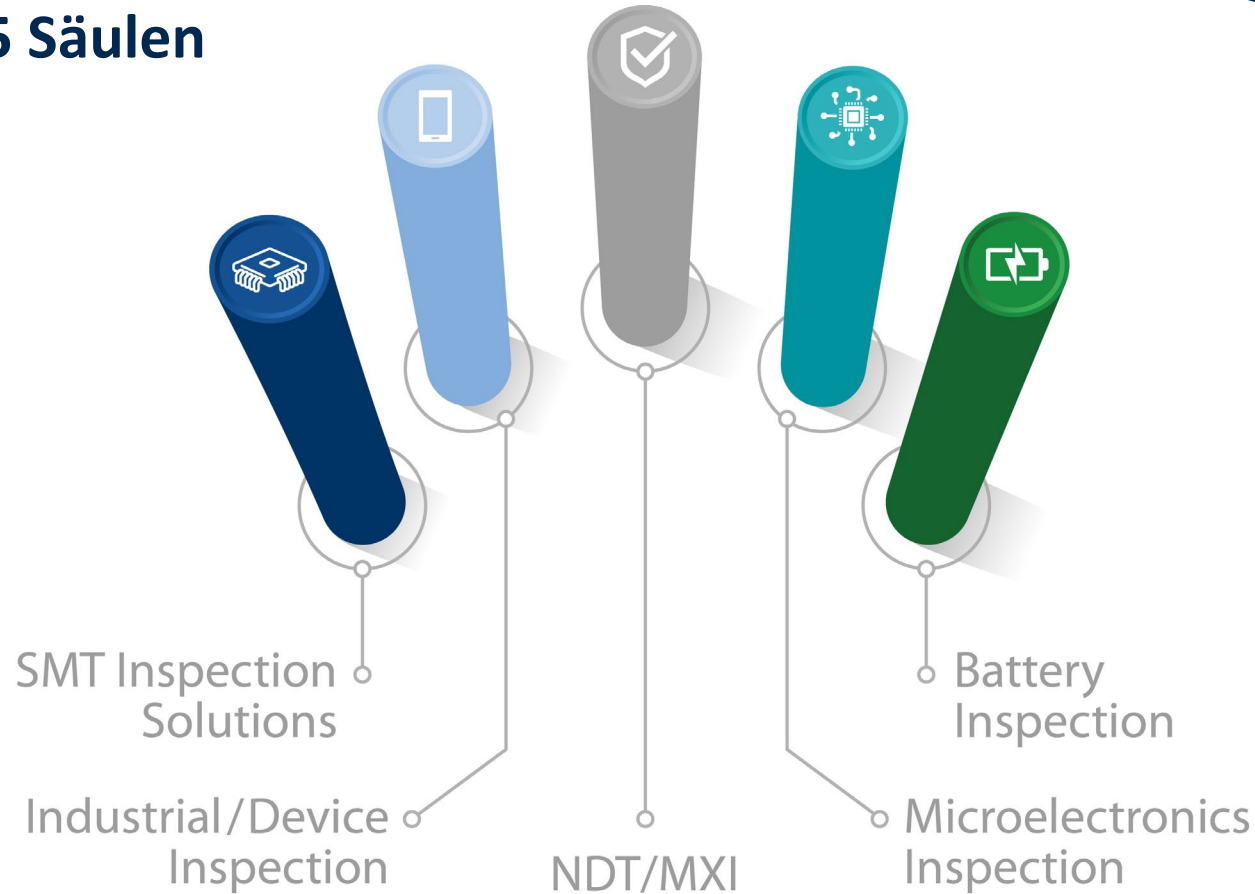 5 Säulen
SMT Inspection
Solutions
Industrial/Device
Inspection
NDT/MXI
Battery
Inspection
Microelectronics
Inspection